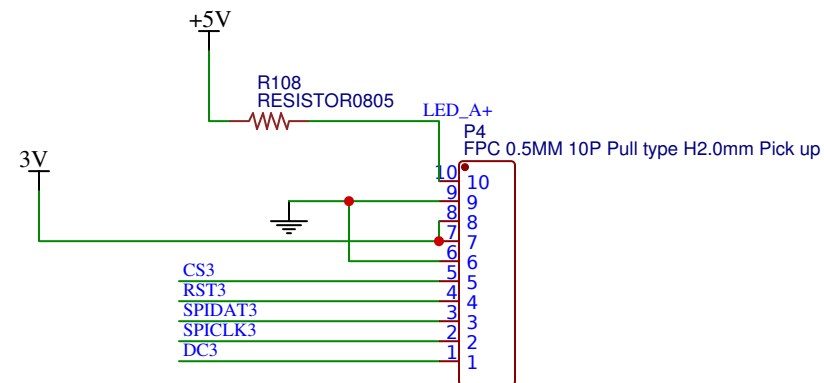 +5V
R108
RESISTOR0805
LED_A+
P4
FPC 0.5MM 10P Pull type H2.0mm Pick up
3V
10
10
9
9
8
8
7
7
6
6
CS3
5
5
RST3
4
4
SPIDAT3
3
3
SPICLK3
2
2
DC3
1
1